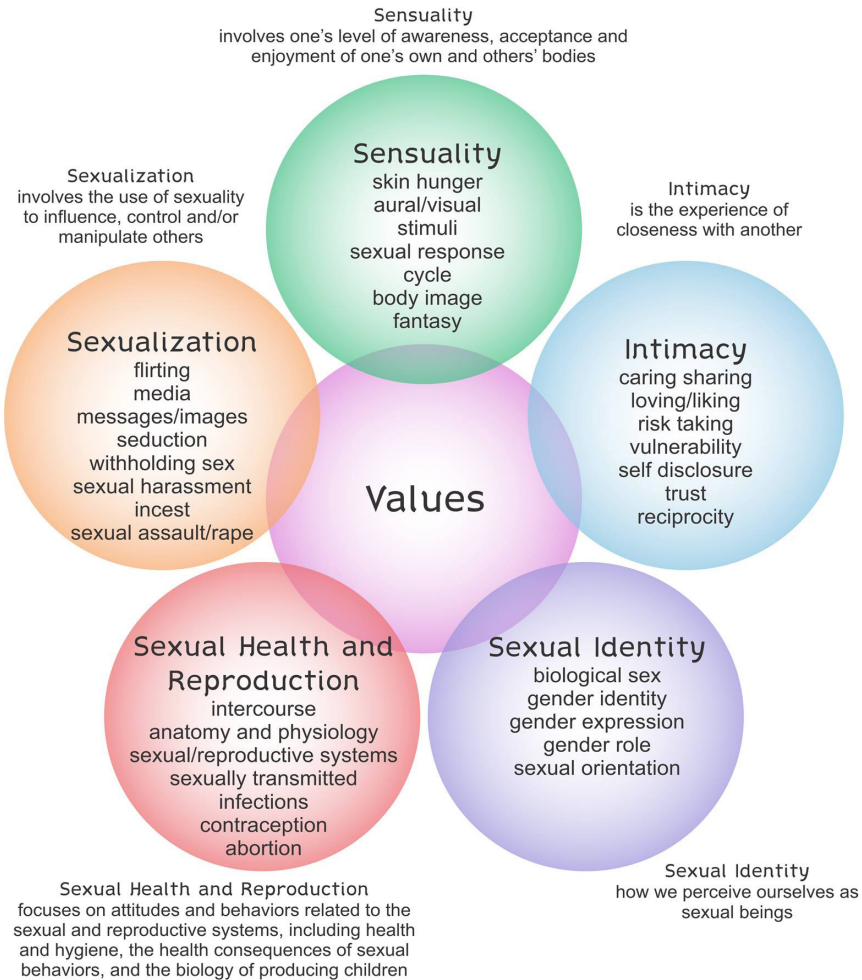 Sensuality
involves one's level of awareness, acceptance and
enjoyment of one's own and others' bodies
Sensuality
skin hunger
aural/visual
stimuli
sexual response
cycle
body image
fantasy
Sexualization
involves the use of sexuality
to influence, control and/or
manipulate others
Intimacy
is the experience of
closeness with another
Sexualization
flirting
media
messages/images
seduction
withholding sex
sexual harassment
incest
sexual assault/rape
Intimacy
caring sharing
loving/liking
risk taking
vulnerability
self disclosure
trust
reciprocity
Values
Sexual Health and
Reproduction
intercourse
anatomy and physiology
sexual/reproductive systems
sexually transmitted
infections
contraception
abortion
Sexual Identity
biological sex
gender identity
gender expression
gender role
sexual orientation
Sexual Health and Reproduction
focuses on attitudes and behaviors related to the
sexual and reproductive systems, including health
and hygiene, the health consequences of sexual
behaviors, and the biology of producing children
Sexual Identity
how we perceive ourselves as
sexual beings